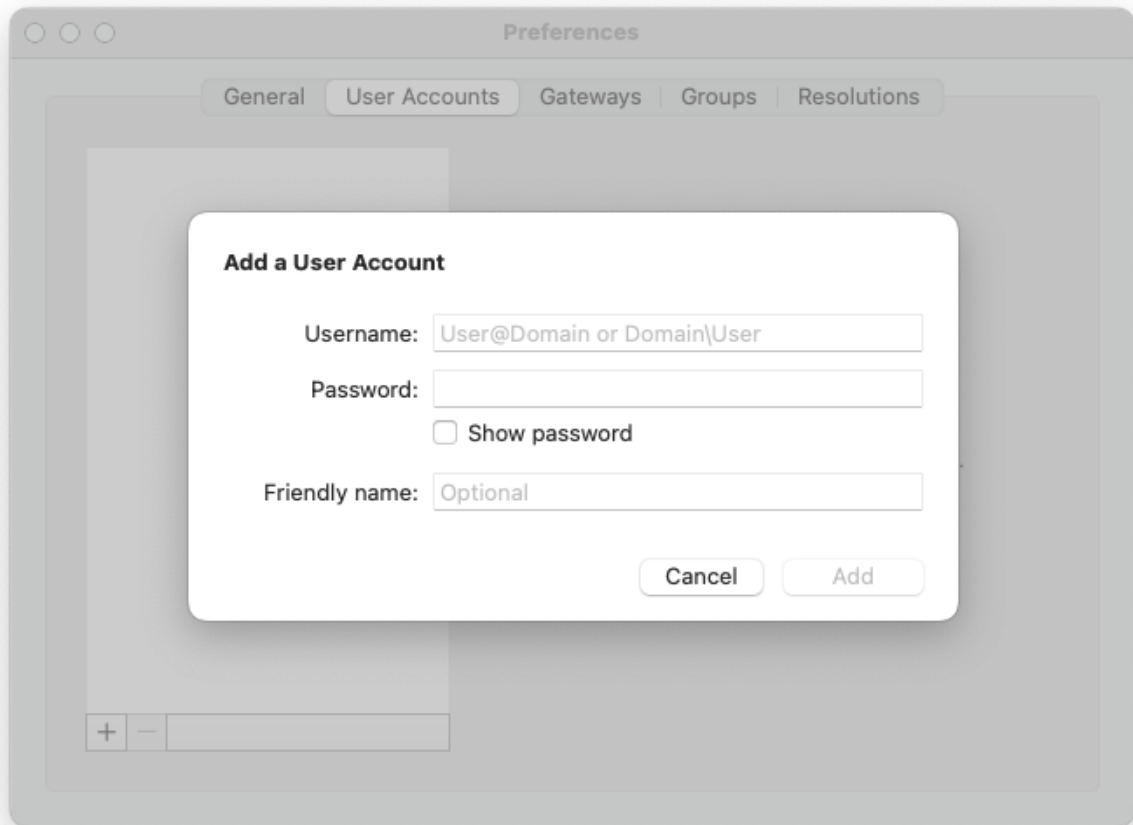 Preferences
General User Accounts Gateways Groups Resolutions
Add a User Account
Username: User@Domain or Domain\User
Password:
Show password
Friendly name: Optional
Cancel Add